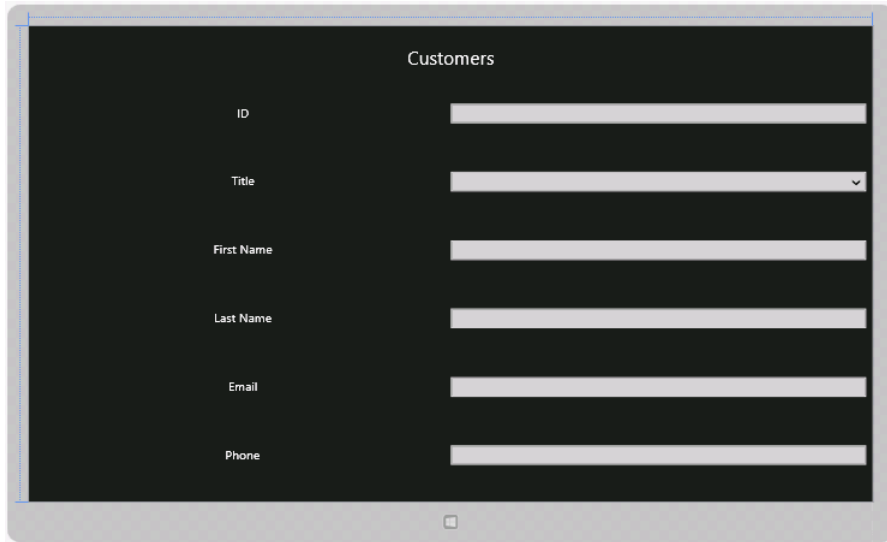 Customers
ID
Title
First Name
Last Name
Email
Phone